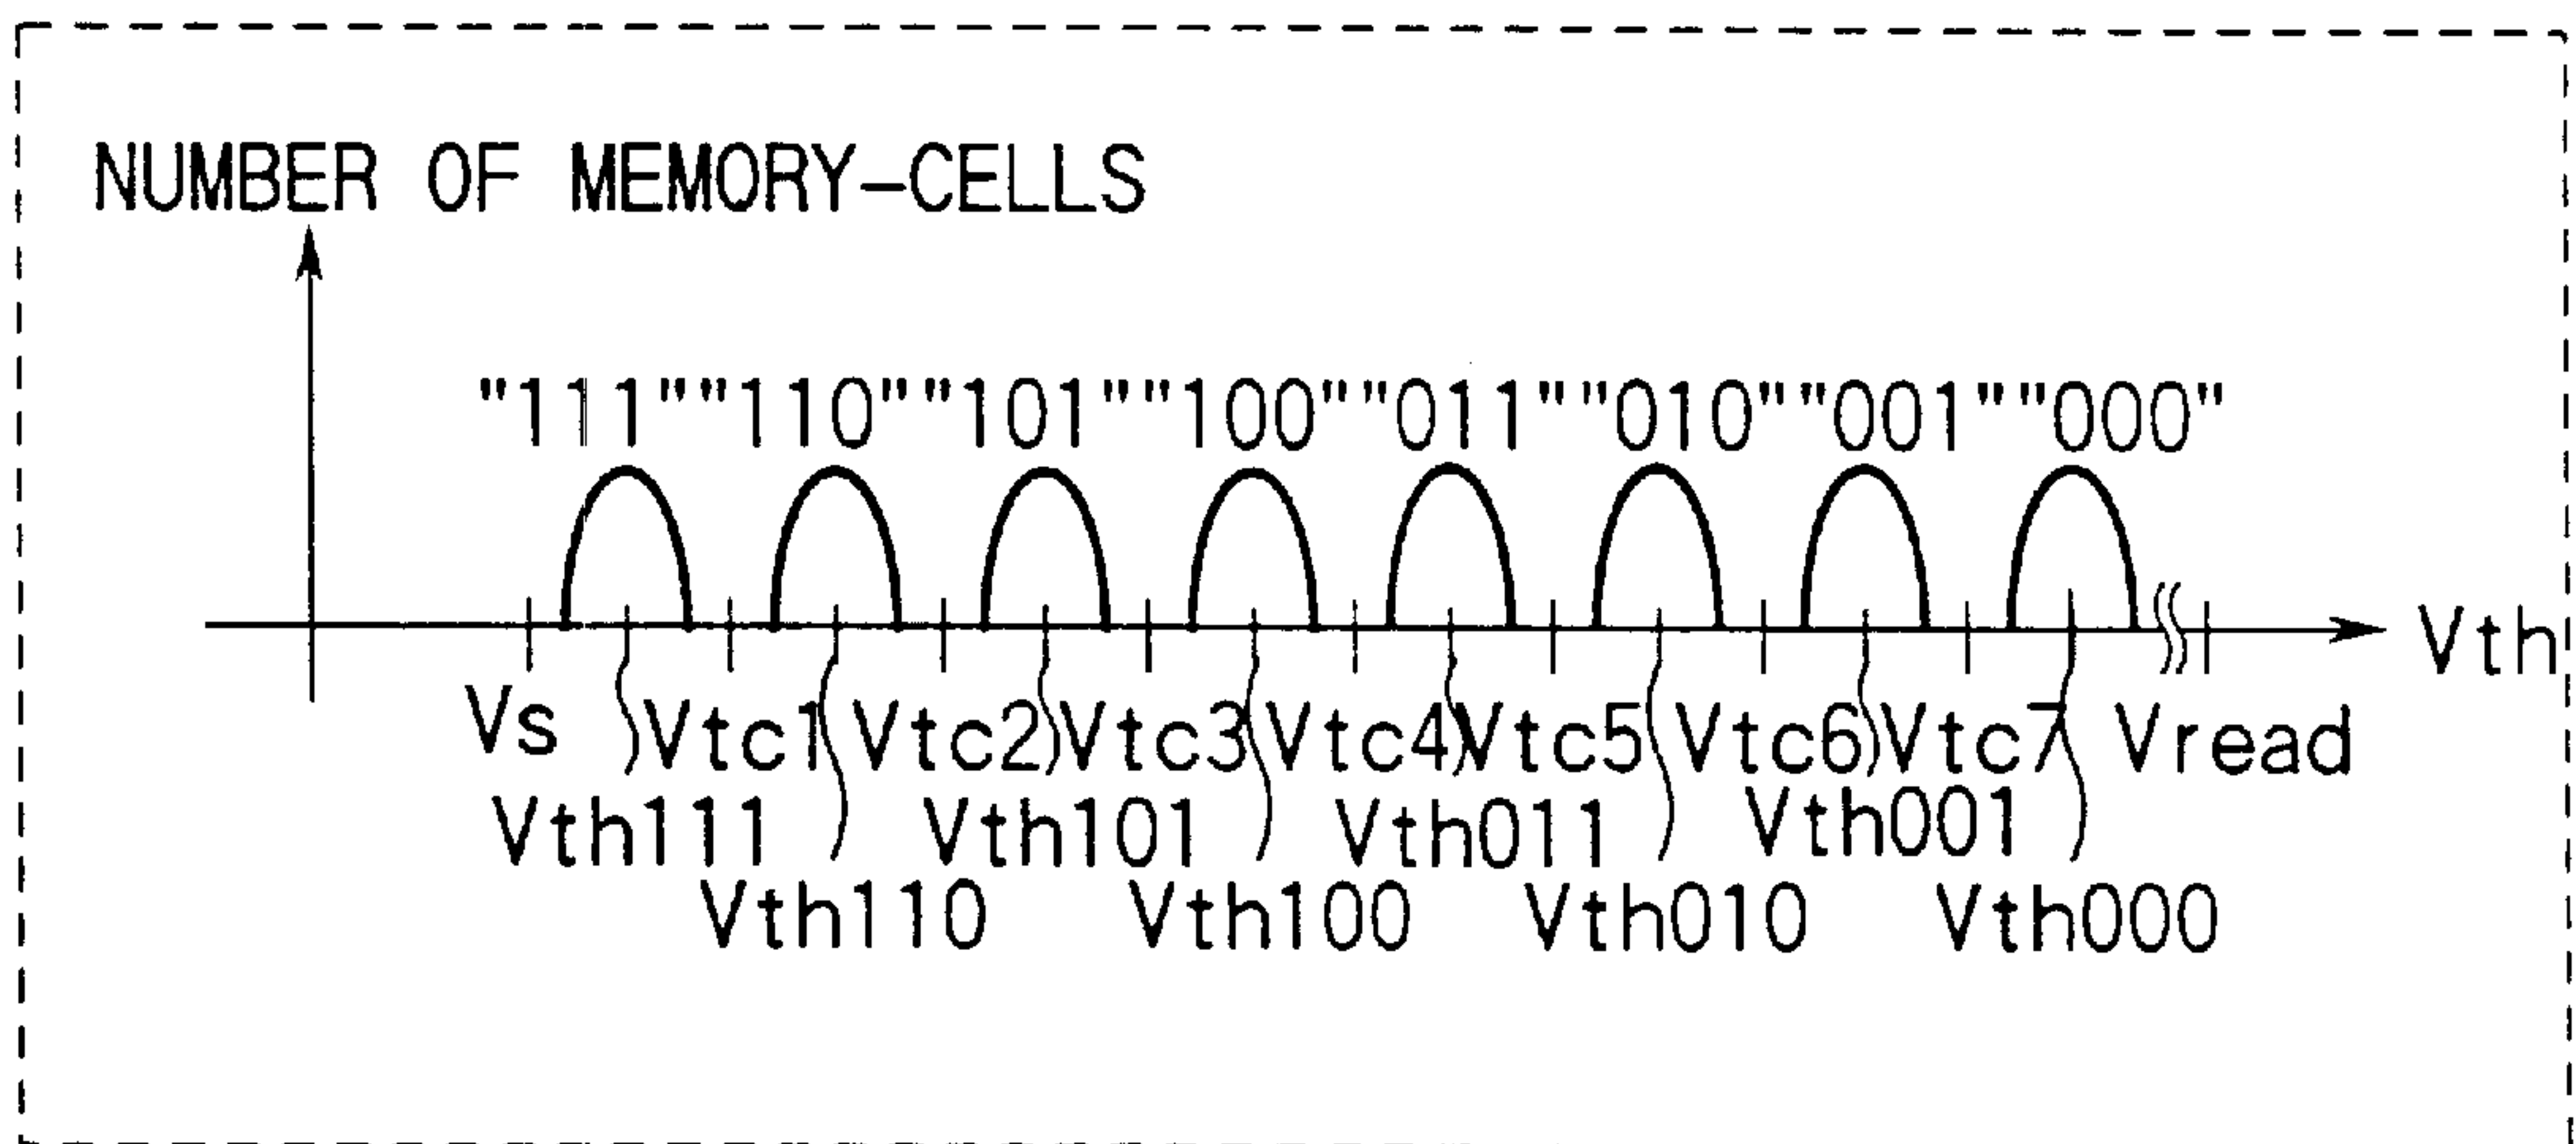 NUMBER OF MEMORY-CELLS
"111""110""101""100""011""010""001""000"
Vth
Vs Vtc1 Vtc2 Vtc3 Vtc4 Vtc5 Vtc6 Vtc7 Vread
Vth111 Vth101 Vth011 Vth001
Vth110 Vth100 Vth010 Vth000